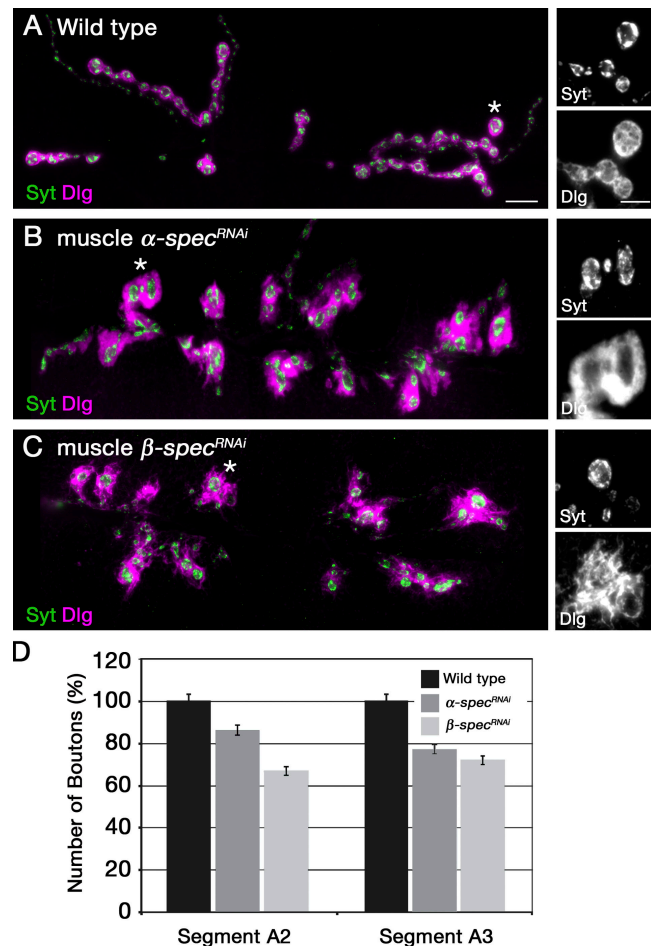 A Wild type
*
Syt Dlg
Syt
Dlg
B muscle α-spec^RNAi
*
Syt Dlg
Syt
Dlg
C muscle β-spec^RNAi
*
Syt Dlg
Syt
Dlg
D
Number of Boutons (%)
120
100
80
60
40
20
0
Wild type
α-spec^RNAi
β-spec^RNAi
Segment A2
Segment A3